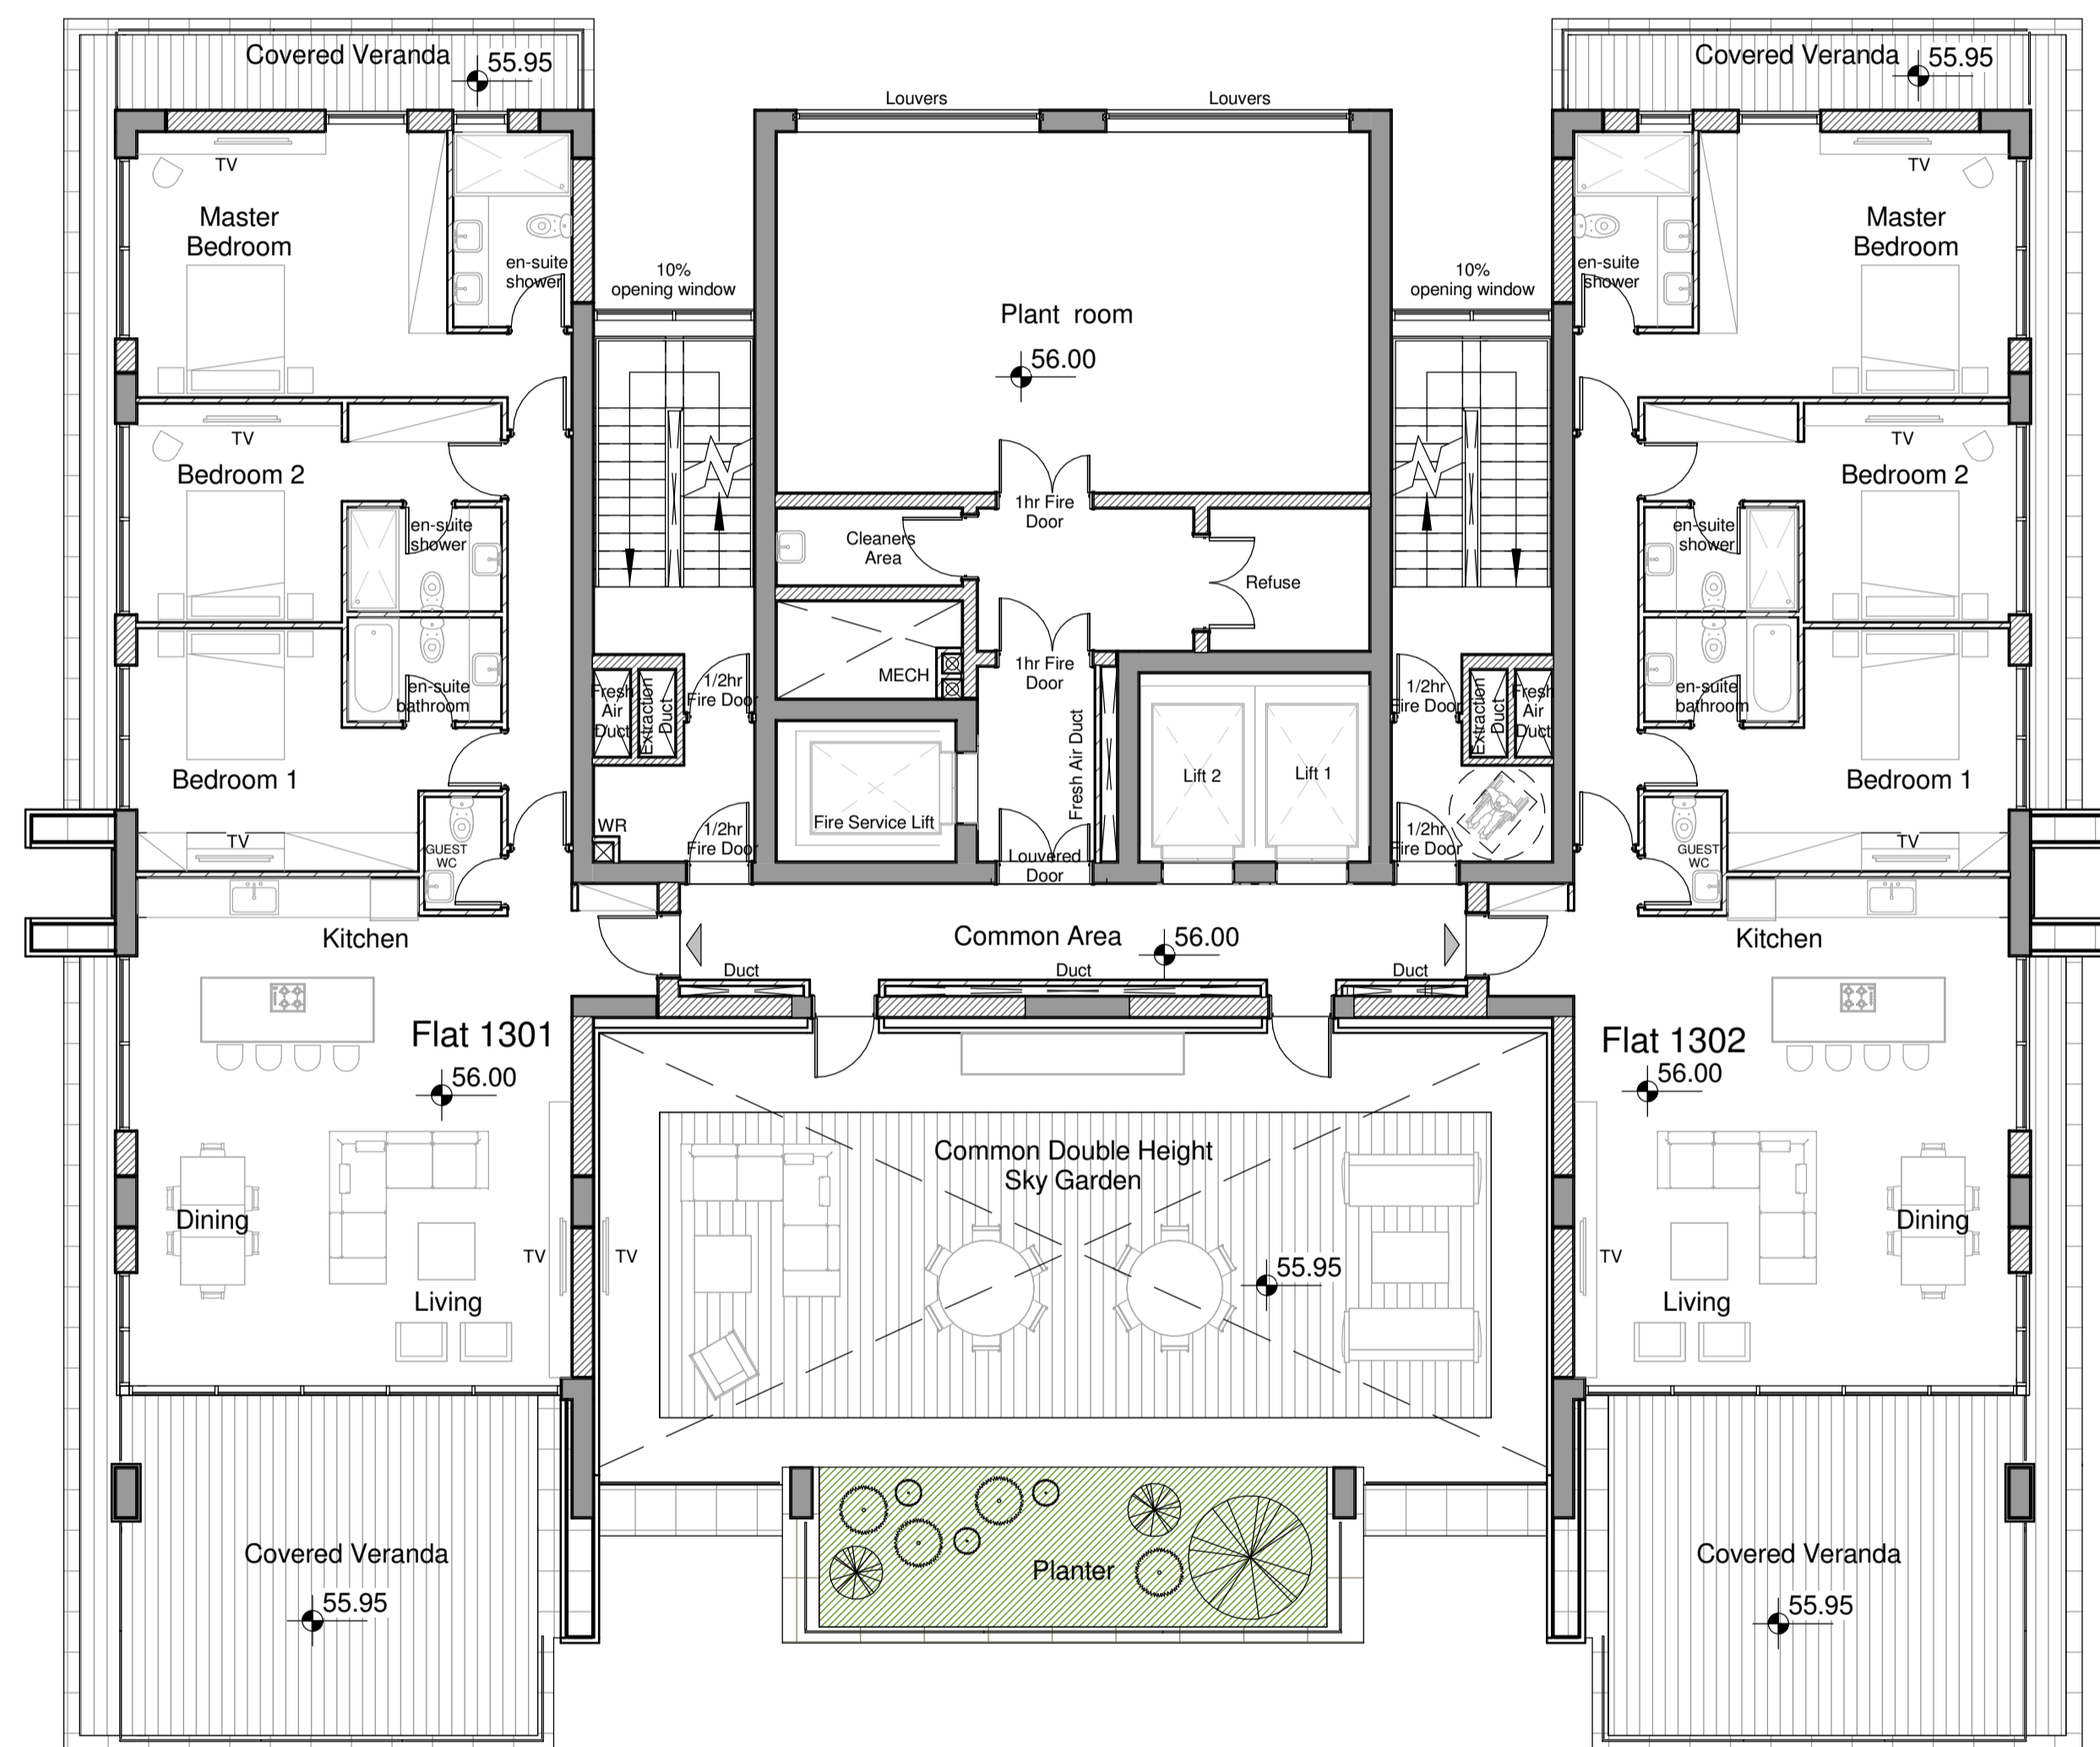 Covered Veranda
55.95
Covered Veranda
55.95
Louvers
Louvers
TV
TV
Master
Bedroom
Master
Bedroom
en-suite
shower
en-suite
shower
10%
opening window
10%
opening window
Plant room
56.00
TV
TV
Bedroom 2
Bedroom 2
1hr Fire
Door
en-suite
shower
Cleaners
Area
en-suite
shower
Refuse
1hr Fire
Door
MECH
1/2hr
Fire Door
1/2hr
Fire Door
Fresh
Air
Duct
Extraction
Duct
Extraction
Duct
Fresh
Air
Duct
en-suite
bathroom
en-suite
bathroom
Fresh Air Duct
Bedroom 1
Lift 2
Lift 1
Bedroom 1
Fire Service Lift
WR
1/2hr
Fire Door
1/2hr
Fire Door
TV
TV
GUEST
WC
GUEST
WC
Louvered
Door
Kitchen
Common Area
56.00
Kitchen
Duct
Duct
Duct
Flat 1301
56.00
Flat 1302
56.00
Common Double Height
Sky Garden
Dining
Dining
TV
TV
55.95
TV
Living
Living
Covered Veranda
55.95
Planter
Covered Veranda
55.95